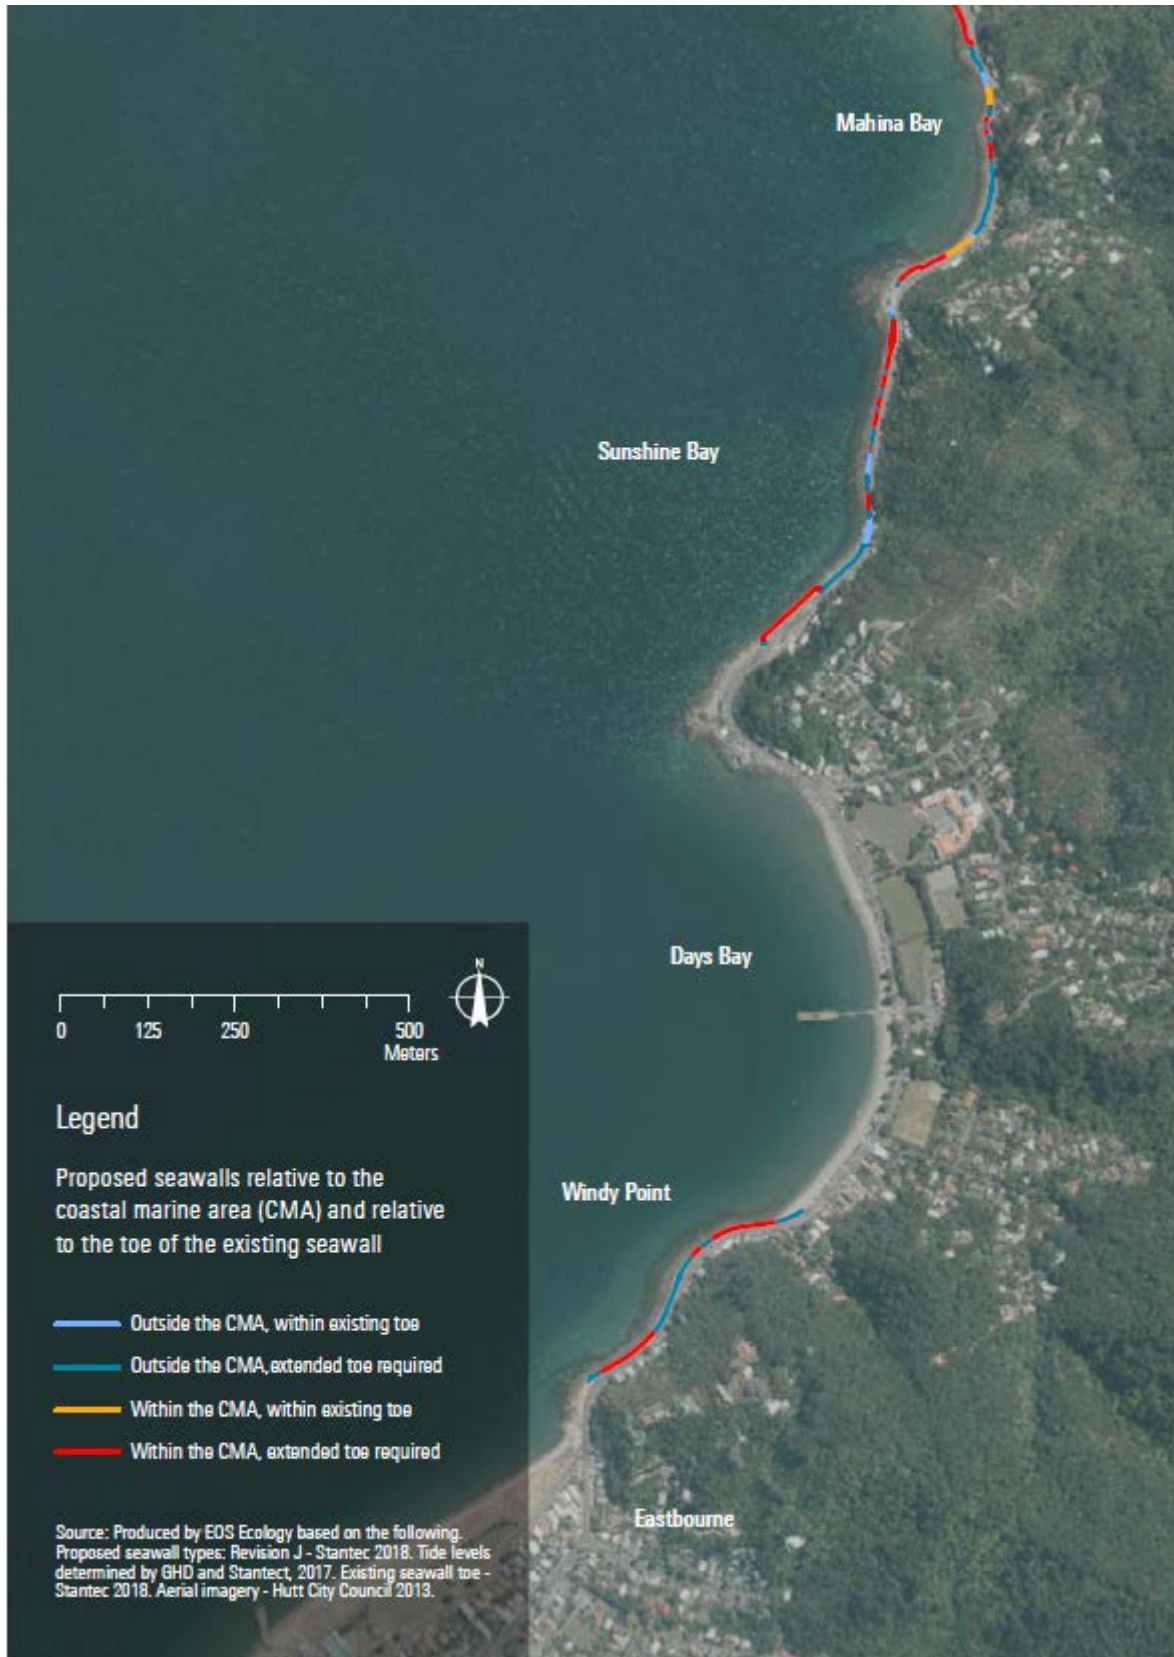 Mahina Bay
Sunshine Bay
Days Bay
N
0 125 250 500
Meters
Legend
Windy Point
Proposed seawalls relative to the
coastal marine area (CMA) and relative
to the toe of the existing seawall
Outside the CMA, within existing toe
Outside the CMA,extended toe required
Within the CMA, within existing toe
Within the CMA, extended toe required
Eastbourne
Source: Produced by EOS Ecology based on the following.
Proposed seawall types: Revision J - Stantec 2018. Tide levels
determined by GHD and Stantect, 2017. Existing seawall toe -
Stantec 2018. Aerial imagery - Hutt City Council 2013.